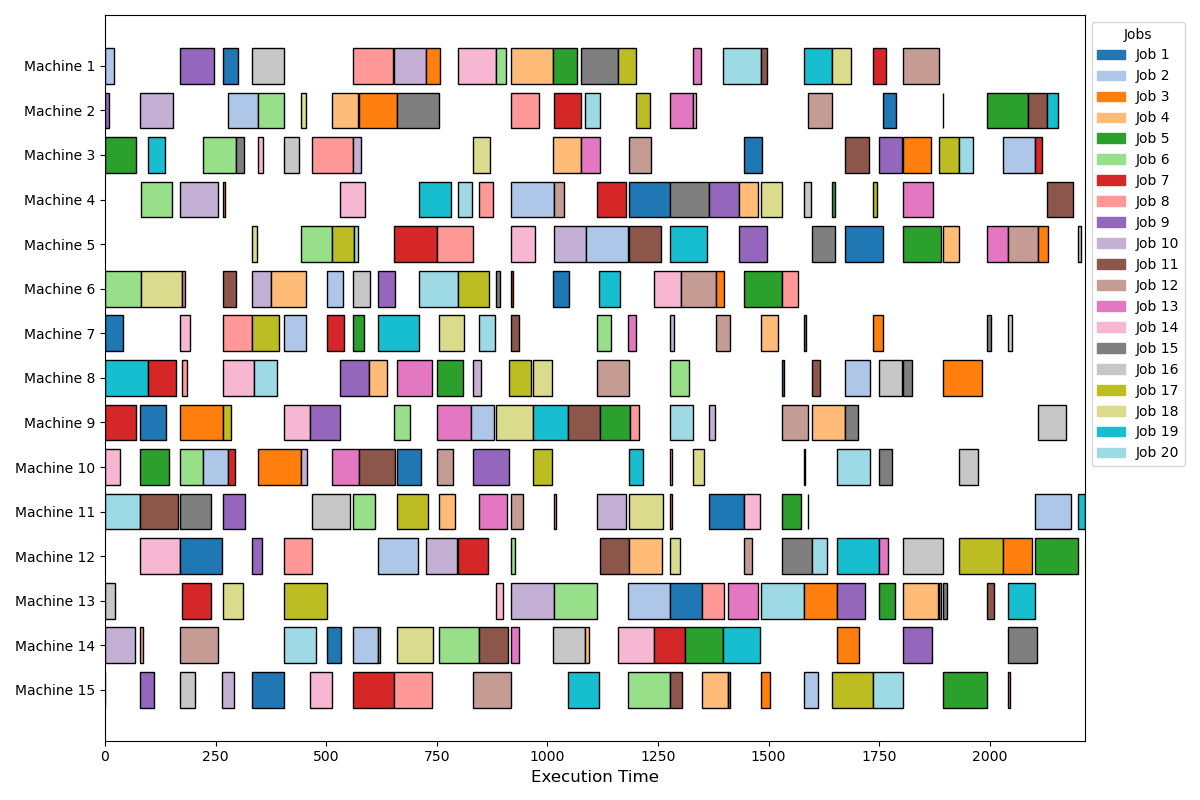 Machine 1
Machine 2
Machine 3
Machine 4
Machine 5
Machine 6
Machine 7
Machine 8
Machine 9
Machine 10
Machine 11
Machine 12
Machine 13
Machine 14
Machine 15
0 250 500 750 1000 1250 1500 1750 2000
Execution Time
Jobs
Job 1
Job 2
Job 3
Job 4
Job 5
Job 6
Job 7
Job 8
Job 9
Job 10
Job 11
Job 12
Job 13
Job 14
Job 15
Job 16
Job 17
Job 18
Job 19
Job 20